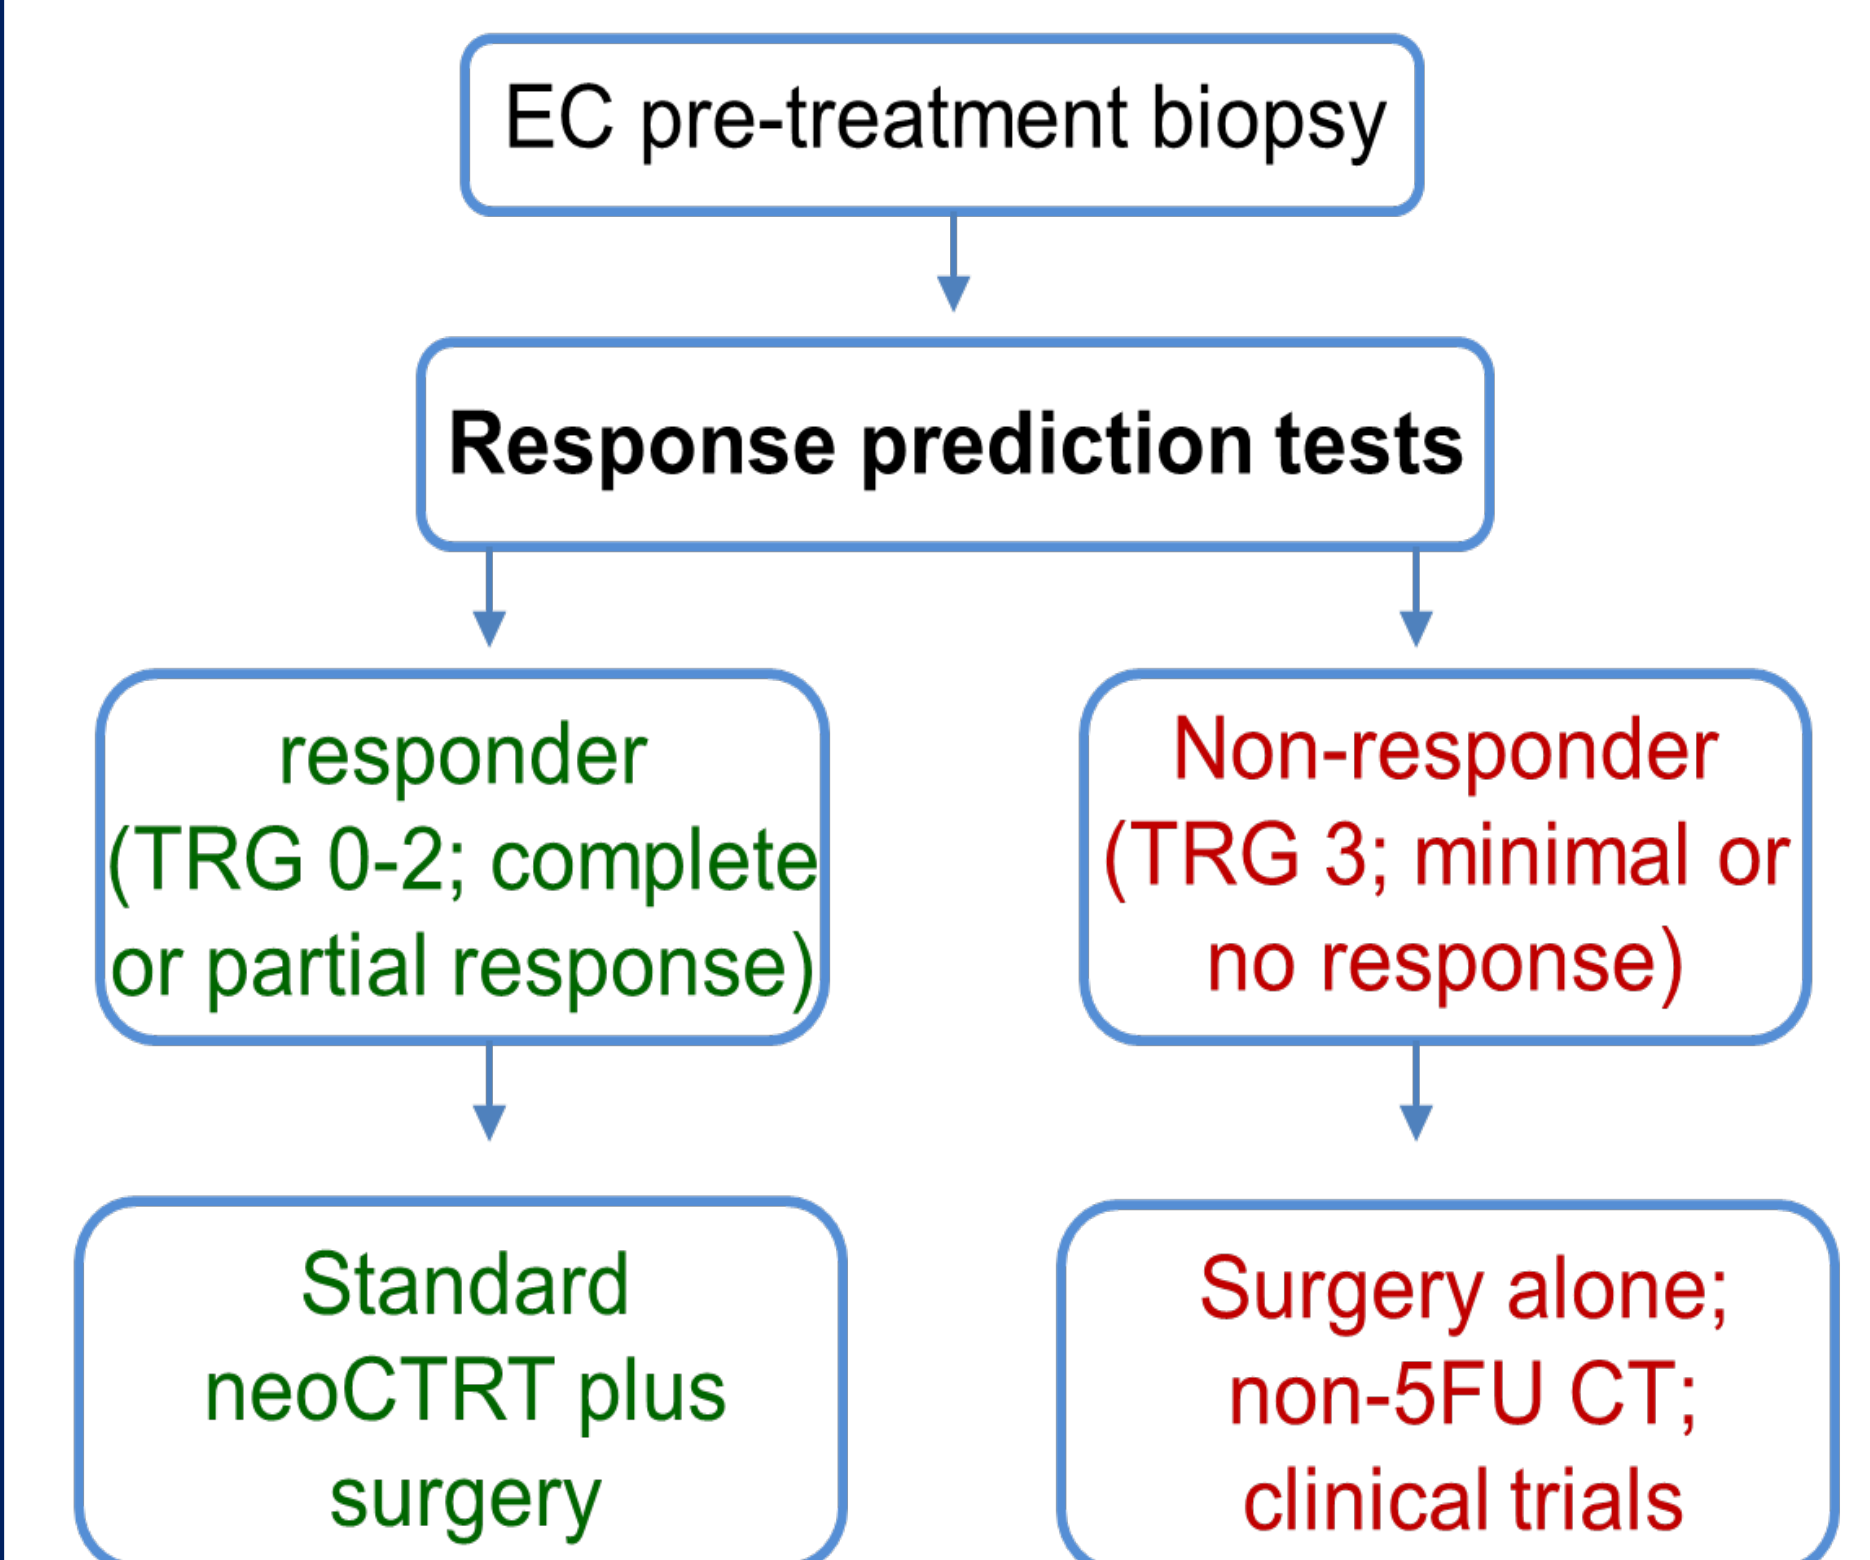 EC pre-treatment biopsy
Response prediction tests
responder
(TRG 0-2; complete
or partial response)
Non-responder
(TRG 3; minimal or
no response)
Standard
neoCTRT plus
surgery
Surgery alone;
non-5FU CT;
clinical trials